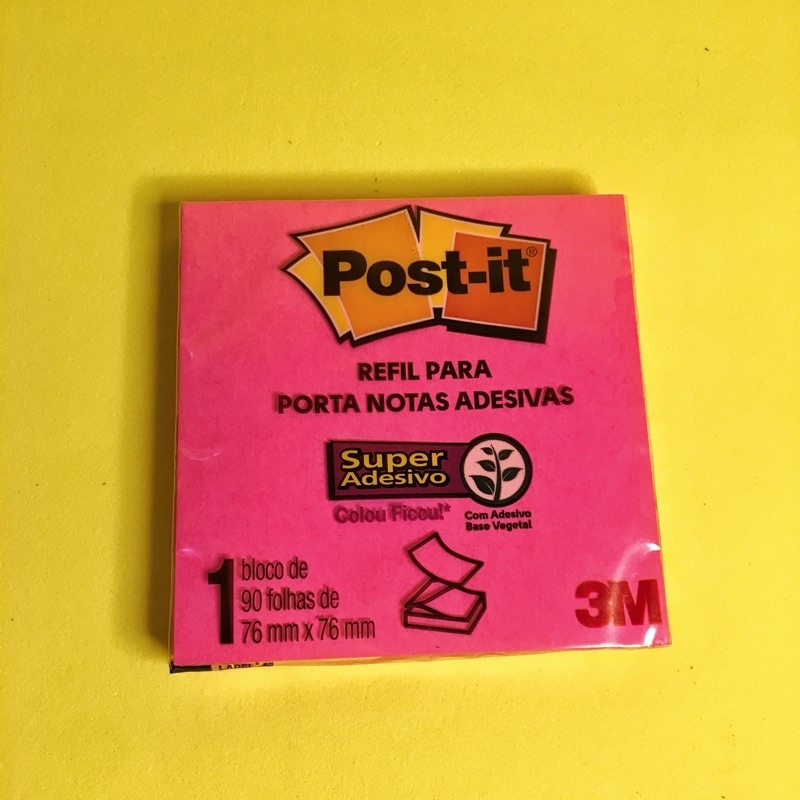 Post-it®
REFIL PARA
PORTA NOTAS ADESIVAS
Super
Adesivo
Colou Ficou!*
Com Adesivo
Base Vegetal
1 bloco de
90 folhas de
76 mm x 76 mm
3M